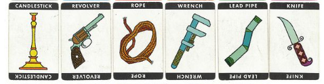 CANDLESTICK
REVOLVER
ROPE
WRENCH
LEAD PIPE
KNIFE
CANDLESTICK
REVOLVER
ROPE
WRENCH
LEAD PIPE
KNIFE